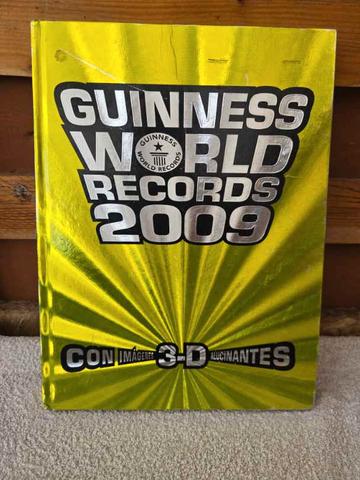 GUINNESS
WORLD
GUINNESS
WORLD RECORDS
RECORDS
2009
CON IMÁGENES 3-D ALUCINANTES